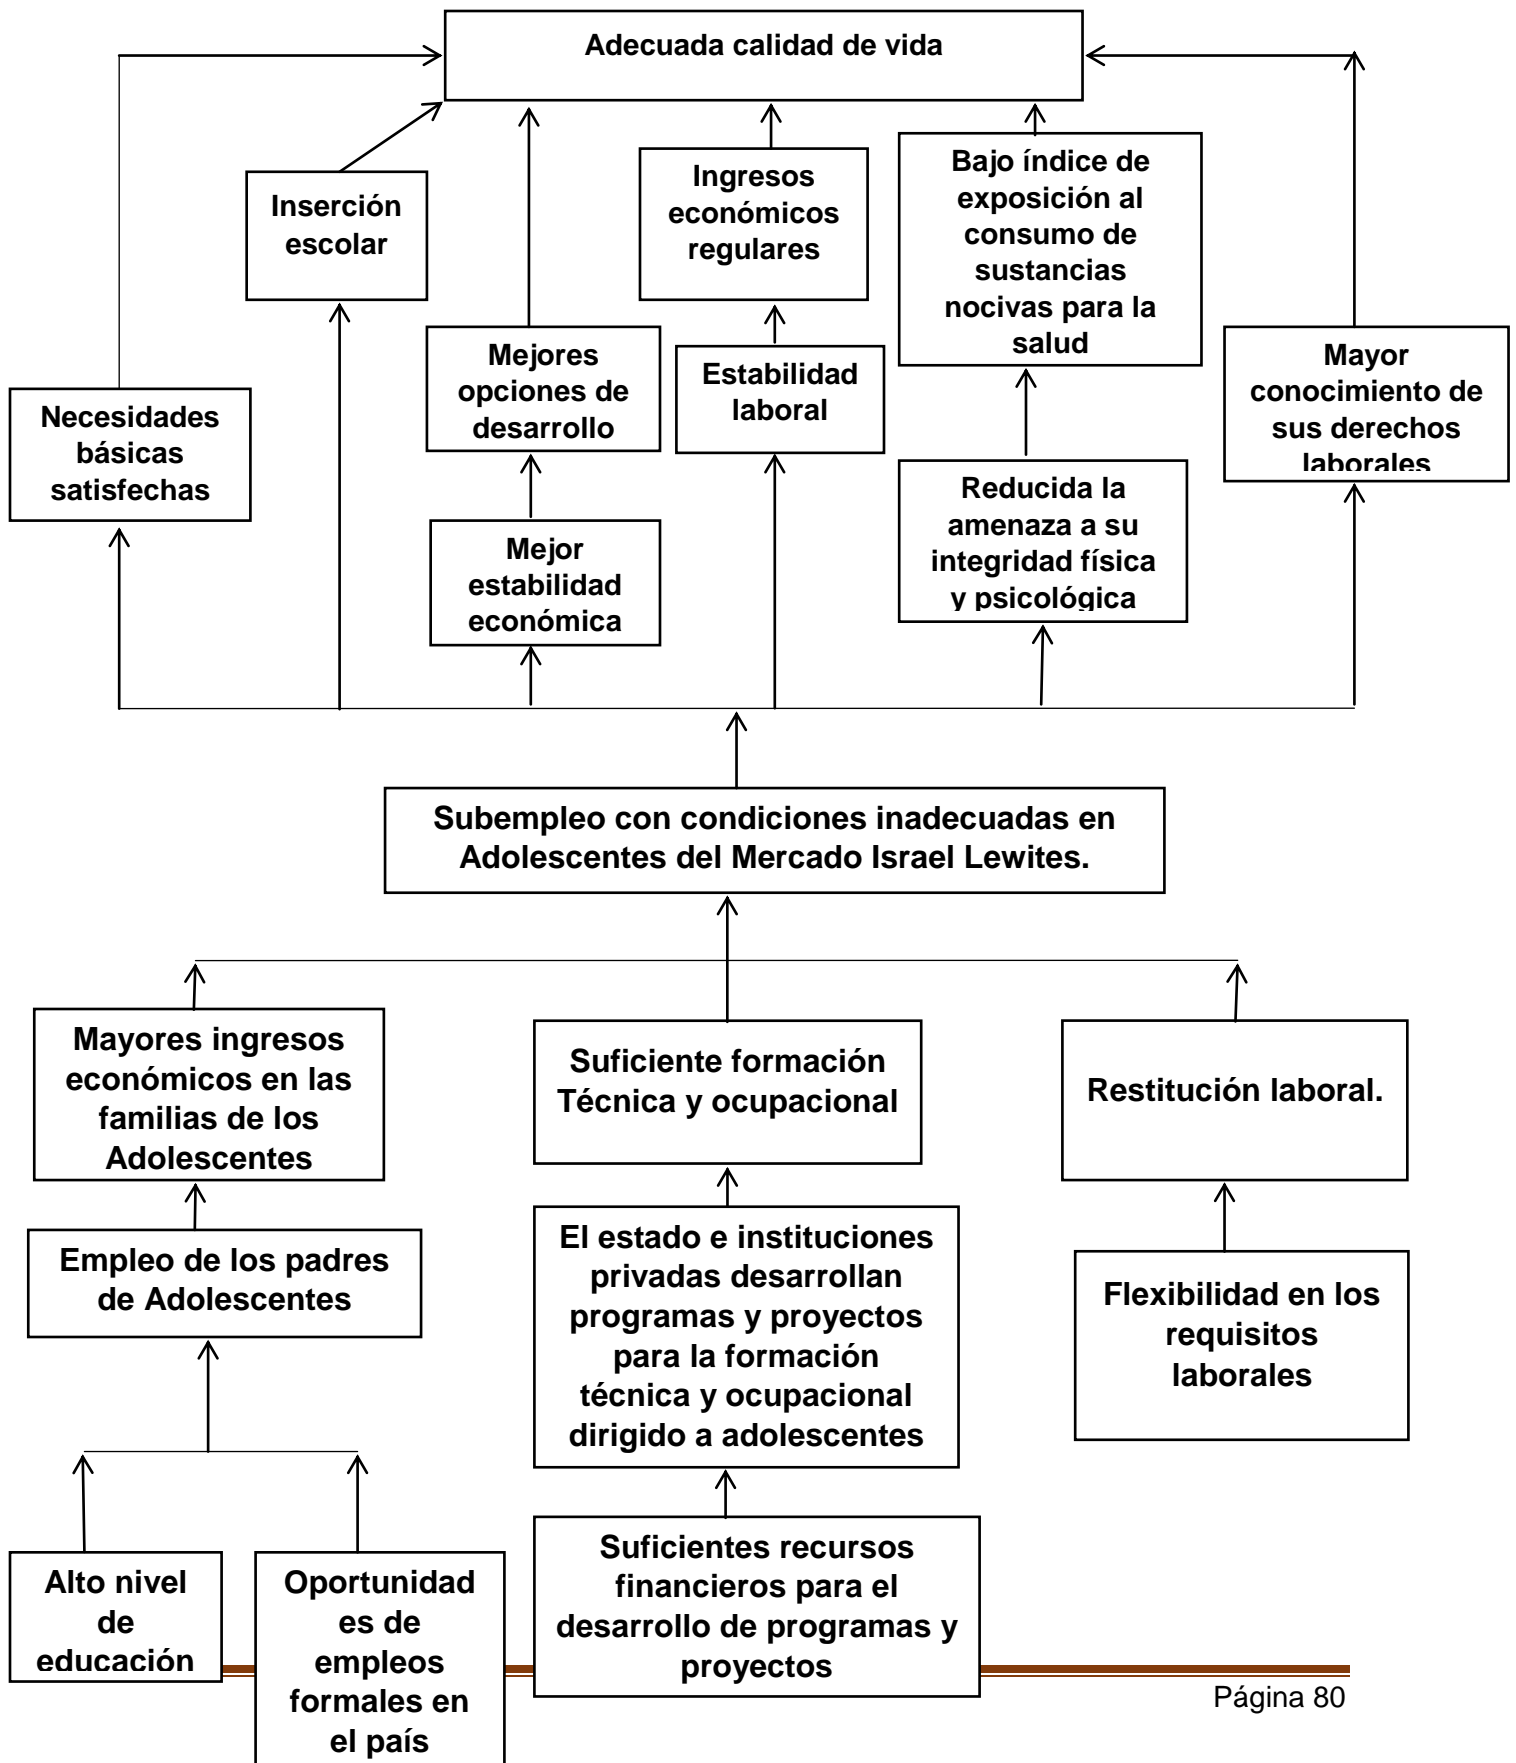 Adecuada calidad de vida
Inserción
escolar
Ingresos
económicos
regulares
Bajo índice de
exposición al
consumo de
sustancias
nocivas para la
salud
Necesidades
básicas
satisfechas
Mejores
opciones de
desarrollo
Estabilidad
laboral
Mayor
conocimiento de
sus derechos
laborales
Mejor
estabilidad
económica
Reducida la
amenaza a su
integridad física
y psicológica
Subempleo con condiciones inadecuadas en
Adolescentes del Mercado Israel Lewites.
Mayores ingresos
económicos en las
familias de los
Adolescentes
Suficiente formación
Técnica y ocupacional
Restitución laboral.
Empleo de los padres
de Adolescentes
El estado e instituciones
privadas desarrollan
programas y proyectos
para la formación
técnica y ocupacional
dirigido a adolescentes
Flexibilidad en los
requisitos
laborales
Alto nivel
de
educación
Oportunidad
es de
empleos
formales en
el país
Suficientes recursos
financieros para el
desarrollo de programas y
proyectos
Página 80